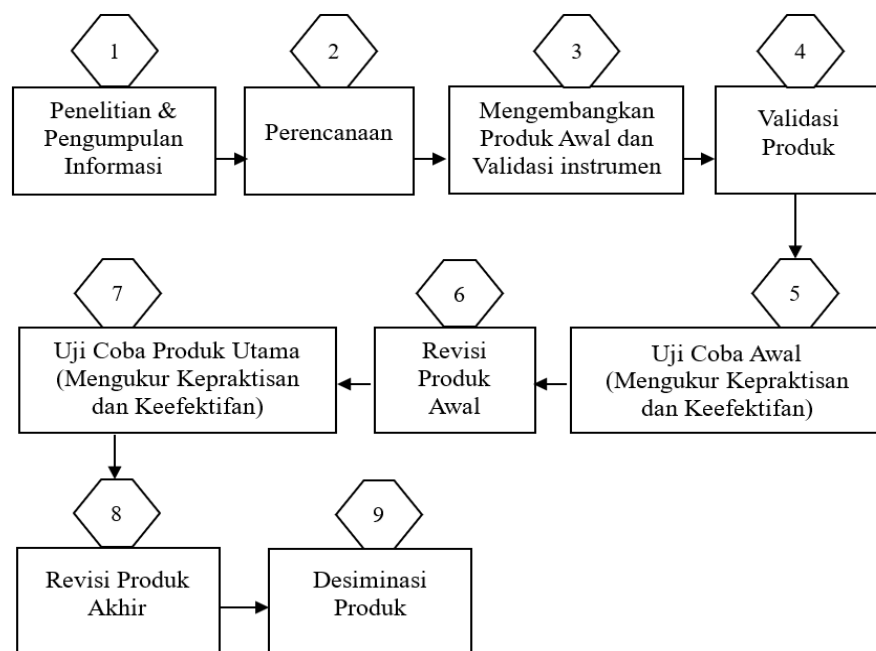 1
Penelitian &
Pengumpulan
Informasi
2
Perencanaan
3
Mengembangkan
Produk Awal dan
Validasi instrumen
4
Validasi
Produk
5
Uji Coba Awal
(Mengukur Kepraktisan
dan Keefektifan)
6
Revisi
Produk
Awal
7
Uji Coba Produk Utama
(Mengukur Kepraktisan
dan Keefektifan)
8
Revisi Produk
Akhir
9
Desiminasi
Produk